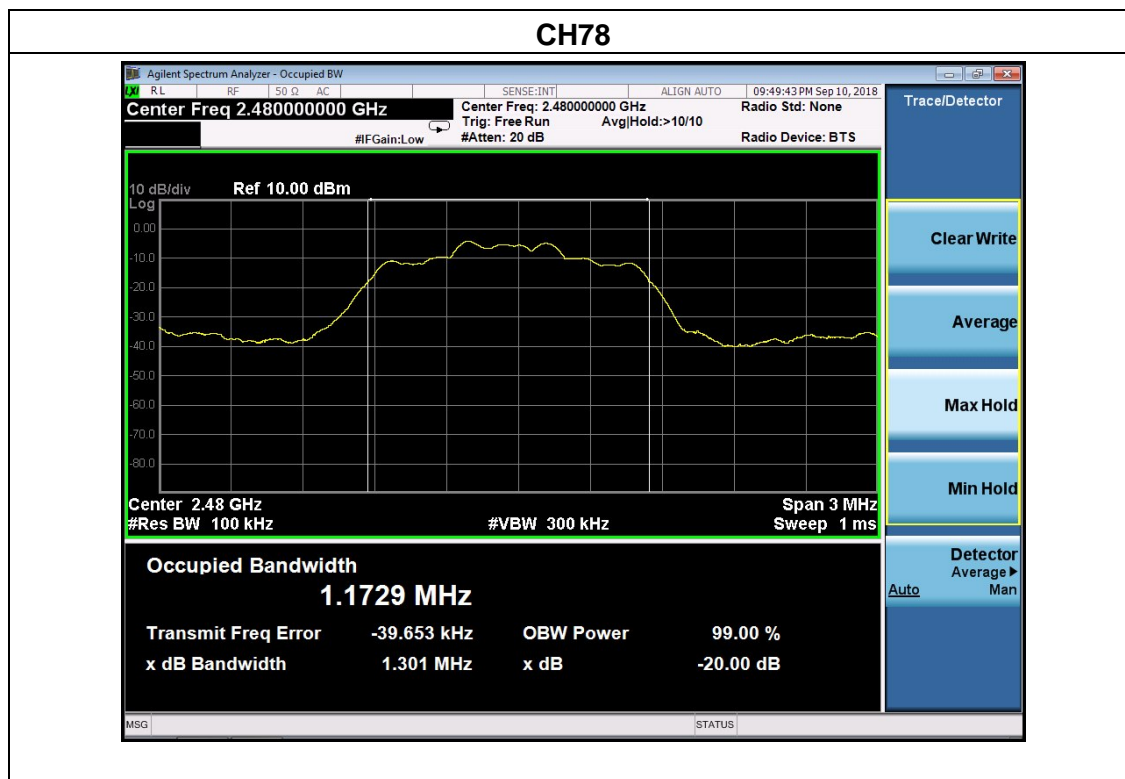 CH78
Agilent Spectrum Analyzer - Occupied BW
LXI RL RF 50 Ω AC SENSE:INT ALIGN AUTO 09:49:43 PM Sep 10, 2018
Center Freq 2.480000000 GHz
Center Freq: 2.480000000 GHz Radio Std: None
Trig: Free Run Avg|Hold:>10/10
#IFGain:Low #Atten: 20 dB Radio Device: BTS
Trace/Detector
10 dB/div Ref 10.00 dBm
Log
0.00
-10.0
-20.0
-30.0
-40.0
-50.0
-60.0
-70.0
-80.0
Center 2.48 GHz Span 3 MHz
#Res BW 100 kHz #VBW 300 kHz Sweep 1 ms
Occupied Bandwidth
1.1729 MHz
Transmit Freq Error -39.653 kHz OBW Power 99.00 %
x dB Bandwidth 1.301 MHz x dB -20.00 dB
Clear Write
Average
Max Hold
Min Hold
Detector
Average▶
Auto Man
MSG STATUS